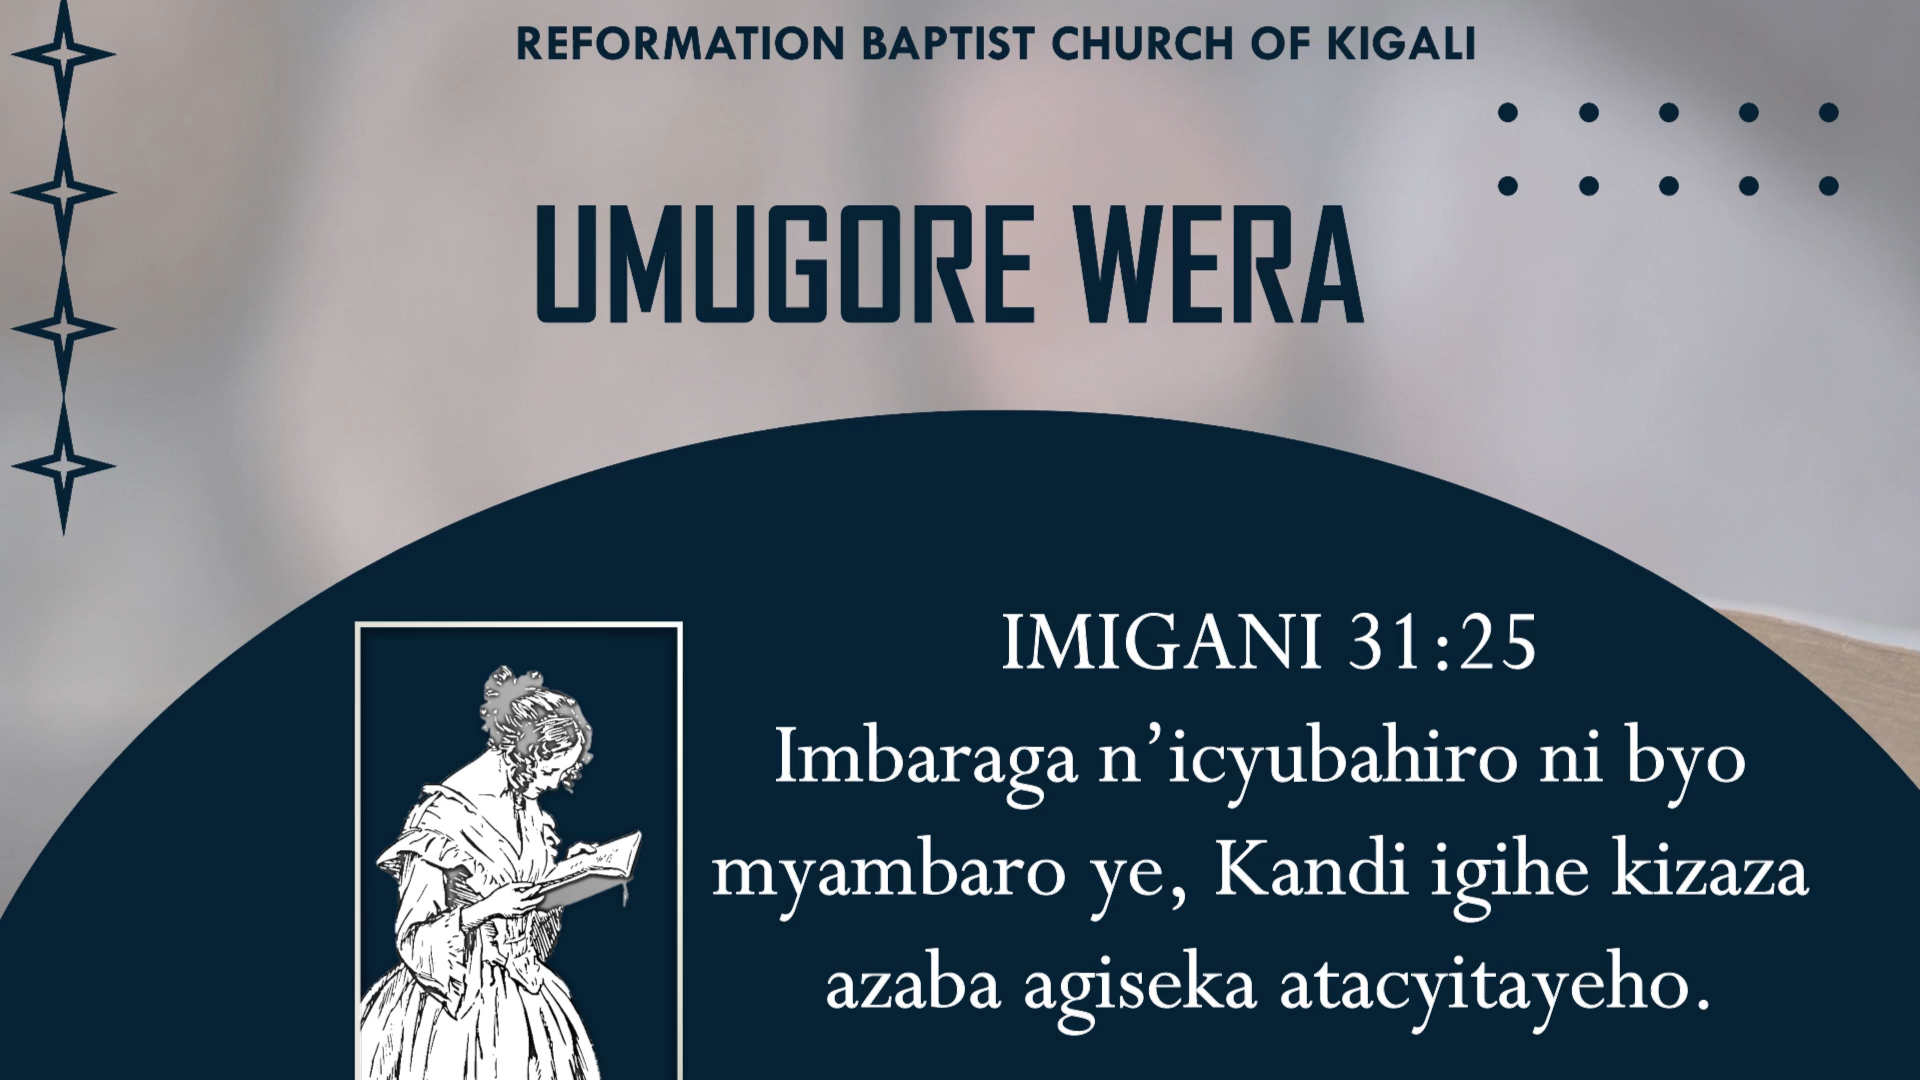 REFORMATION BAPTIST CHURCH OF KIGALI
UMUGORE WERA
IMIGANI 31:25
Imbaraga n’icyubahiro ni byo
myambaro ye, Kandi igihe kizaza
azaba agiseka atacyitayeho.